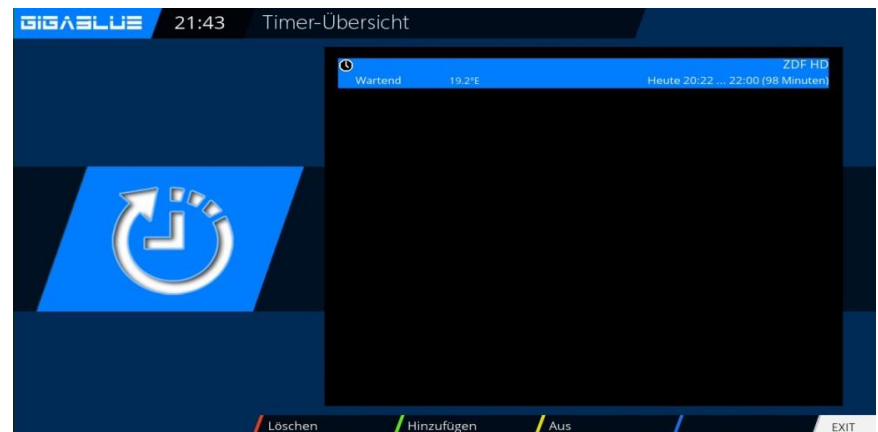 GIGABLUE 21:43 Timer-Übersicht
ZDF HD
Wartend 19.2°E Heute 20:22 ... 22:00 (98 Minuten)
Löschen Hinzufügen Aus EXIT